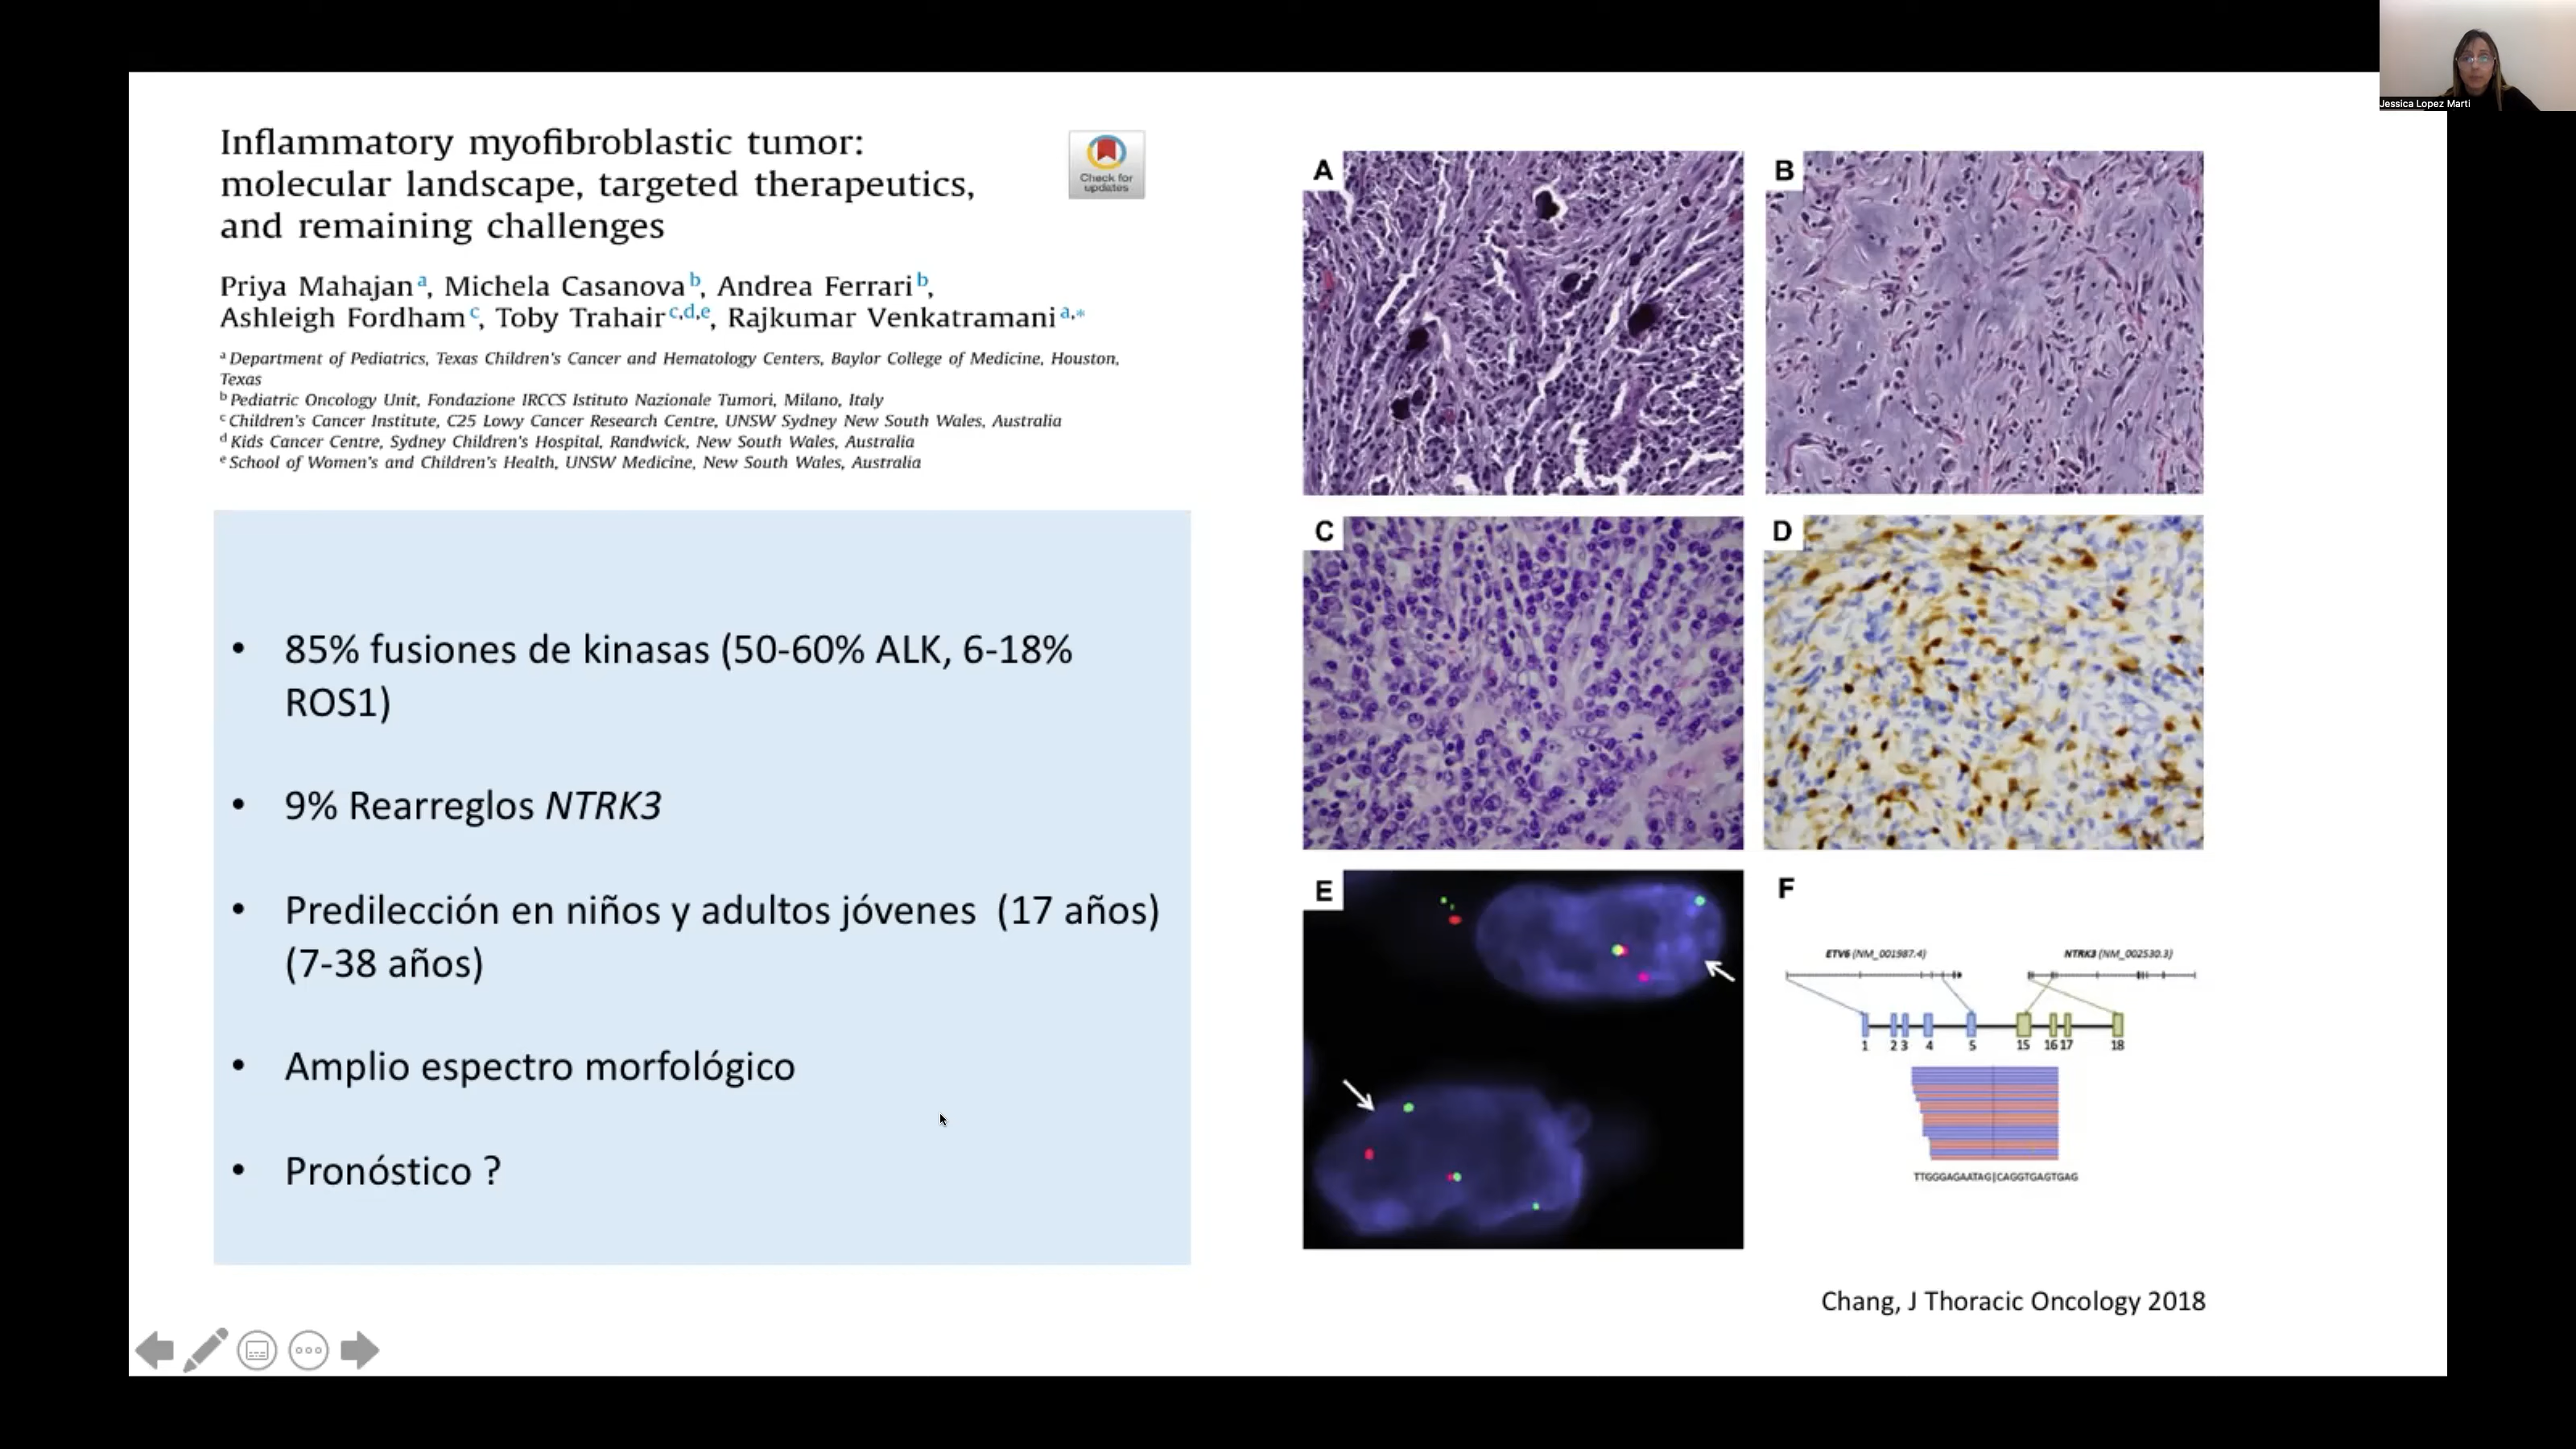 Jessica Lopez Marti
Inflammatory myofibroblastic tumor:
molecular landscape, targeted therapeutics,
and remaining challenges
Check for
updates
Priya Mahajan a, Michela Casanova b, Andrea Ferrari b,
Ashleigh Fordham c, Toby Trahair c,d,e, Rajkumar Venkatramani a,*
a Department of Pediatrics, Texas Children's Cancer and Hematology Centers, Baylor College of Medicine, Houston,
Texas
b Pediatric Oncology Unit, Fondazione IRCCS Istituto Nazionale Tumori, Milano, Italy
c Children's Cancer Institute, C25 Lowy Cancer Research Centre, UNSW Sydney New South Wales, Australia
d Kids Cancer Centre, Sydney Children's Hospital, Randwick, New South Wales, Australia
e School of Women's and Children's Health, UNSW Medicine, New South Wales, Australia
• 85% fusiones de kinasas (50-60% ALK, 6-18%
ROS1)
• 9% Rearreglos NTRK3
• Predilección en niños y adultos jóvenes (17 años)
(7-38 años)
• Amplio espectro morfológico
• Pronóstico ?
A
B
C
D
E
F
ETV6 (NM_001987.4) NTRK3 (NM_002530.3)
1 2 3 4 5 15 16 17 18
TTGGGAGAATAG|CAGGTGAGTGAG
Chang, J Thoracic Oncology 2018